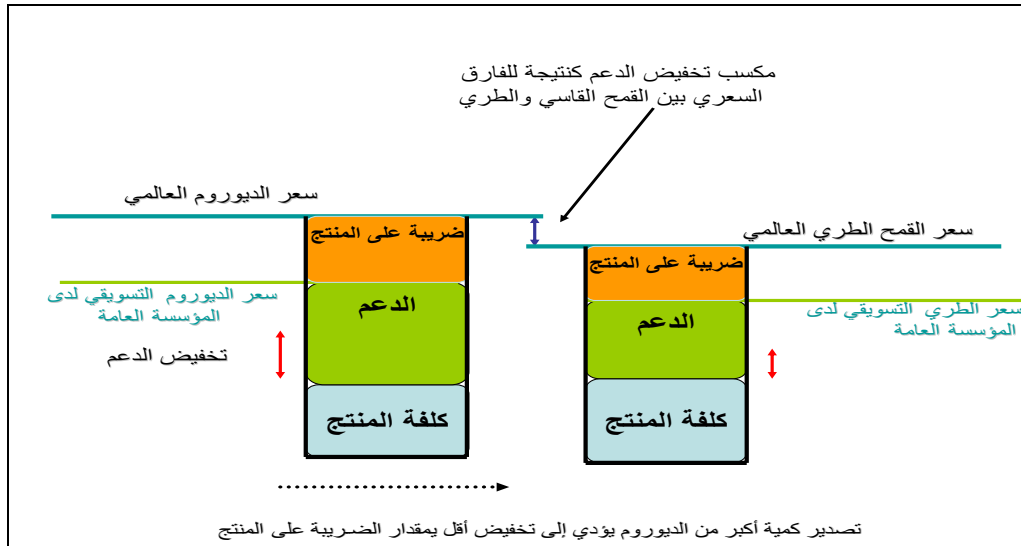 مكسب تخفيض الدعم كنتيجة للفارق
السعري بين القمح القاسي والطري
سعر الديوروم العالمي
ضريبة على المنتج
سعر القمح الطري العالمي
ضريبة على المنتج
سعر الديوروم التسويقي لدى
المؤسسة العامة
الدعم
سعر الطري التسويقي لدى
المؤسسة العامة
الدعم
تخفيض الدعم
كلفة المنتج
كلفة المنتج
تصدير كمية أكبر من الديوروم يؤدي إلى تخفيض أقل يمقدار الضريبة على المنتج